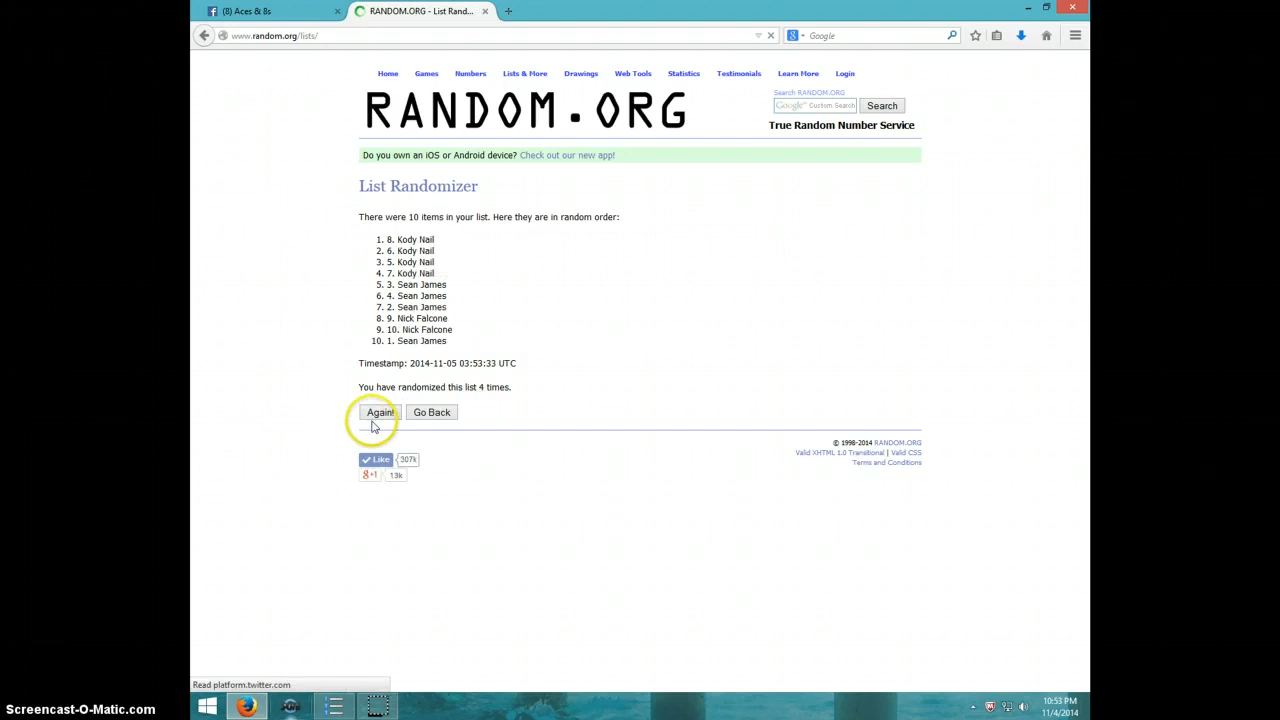 (8) Aces & 8s
RANDOM.ORG - List Rand...
www.random.org/lists/
Google
Home Games Numbers Lists & More Drawings Web Tools Statistics Testimonials Learn More Login
RANDOM.ORG
Search RANDOM.ORG
Google™ Custom Search
Search
True Random Number Service
Do you own an iOS or Android device? Check out our new app!
List Randomizer
There were 10 items in your list. Here they are in random order:
1. 8. Kody Nail
2. 6. Kody Nail
3. 5. Kody Nail
4. 7. Kody Nail
5. 3. Sean James
6. 4. Sean James
7. 2. Sean James
8. 9. Nick Falcone
9. 10. Nick Falcone
10. 1. Sean James
Timestamp: 2014-11-05 03:53:33 UTC
You have randomized this list 4 times.
Again! Go Back
© 1998-2014 RANDOM.ORG
Valid XHTML 1.0 Transitional | Valid CSS
Terms and Conditions
Like 307k
g+1 13k
Read platform.twitter.com
10:53 PM
11/4/2014
Screencast-O-Matic.com